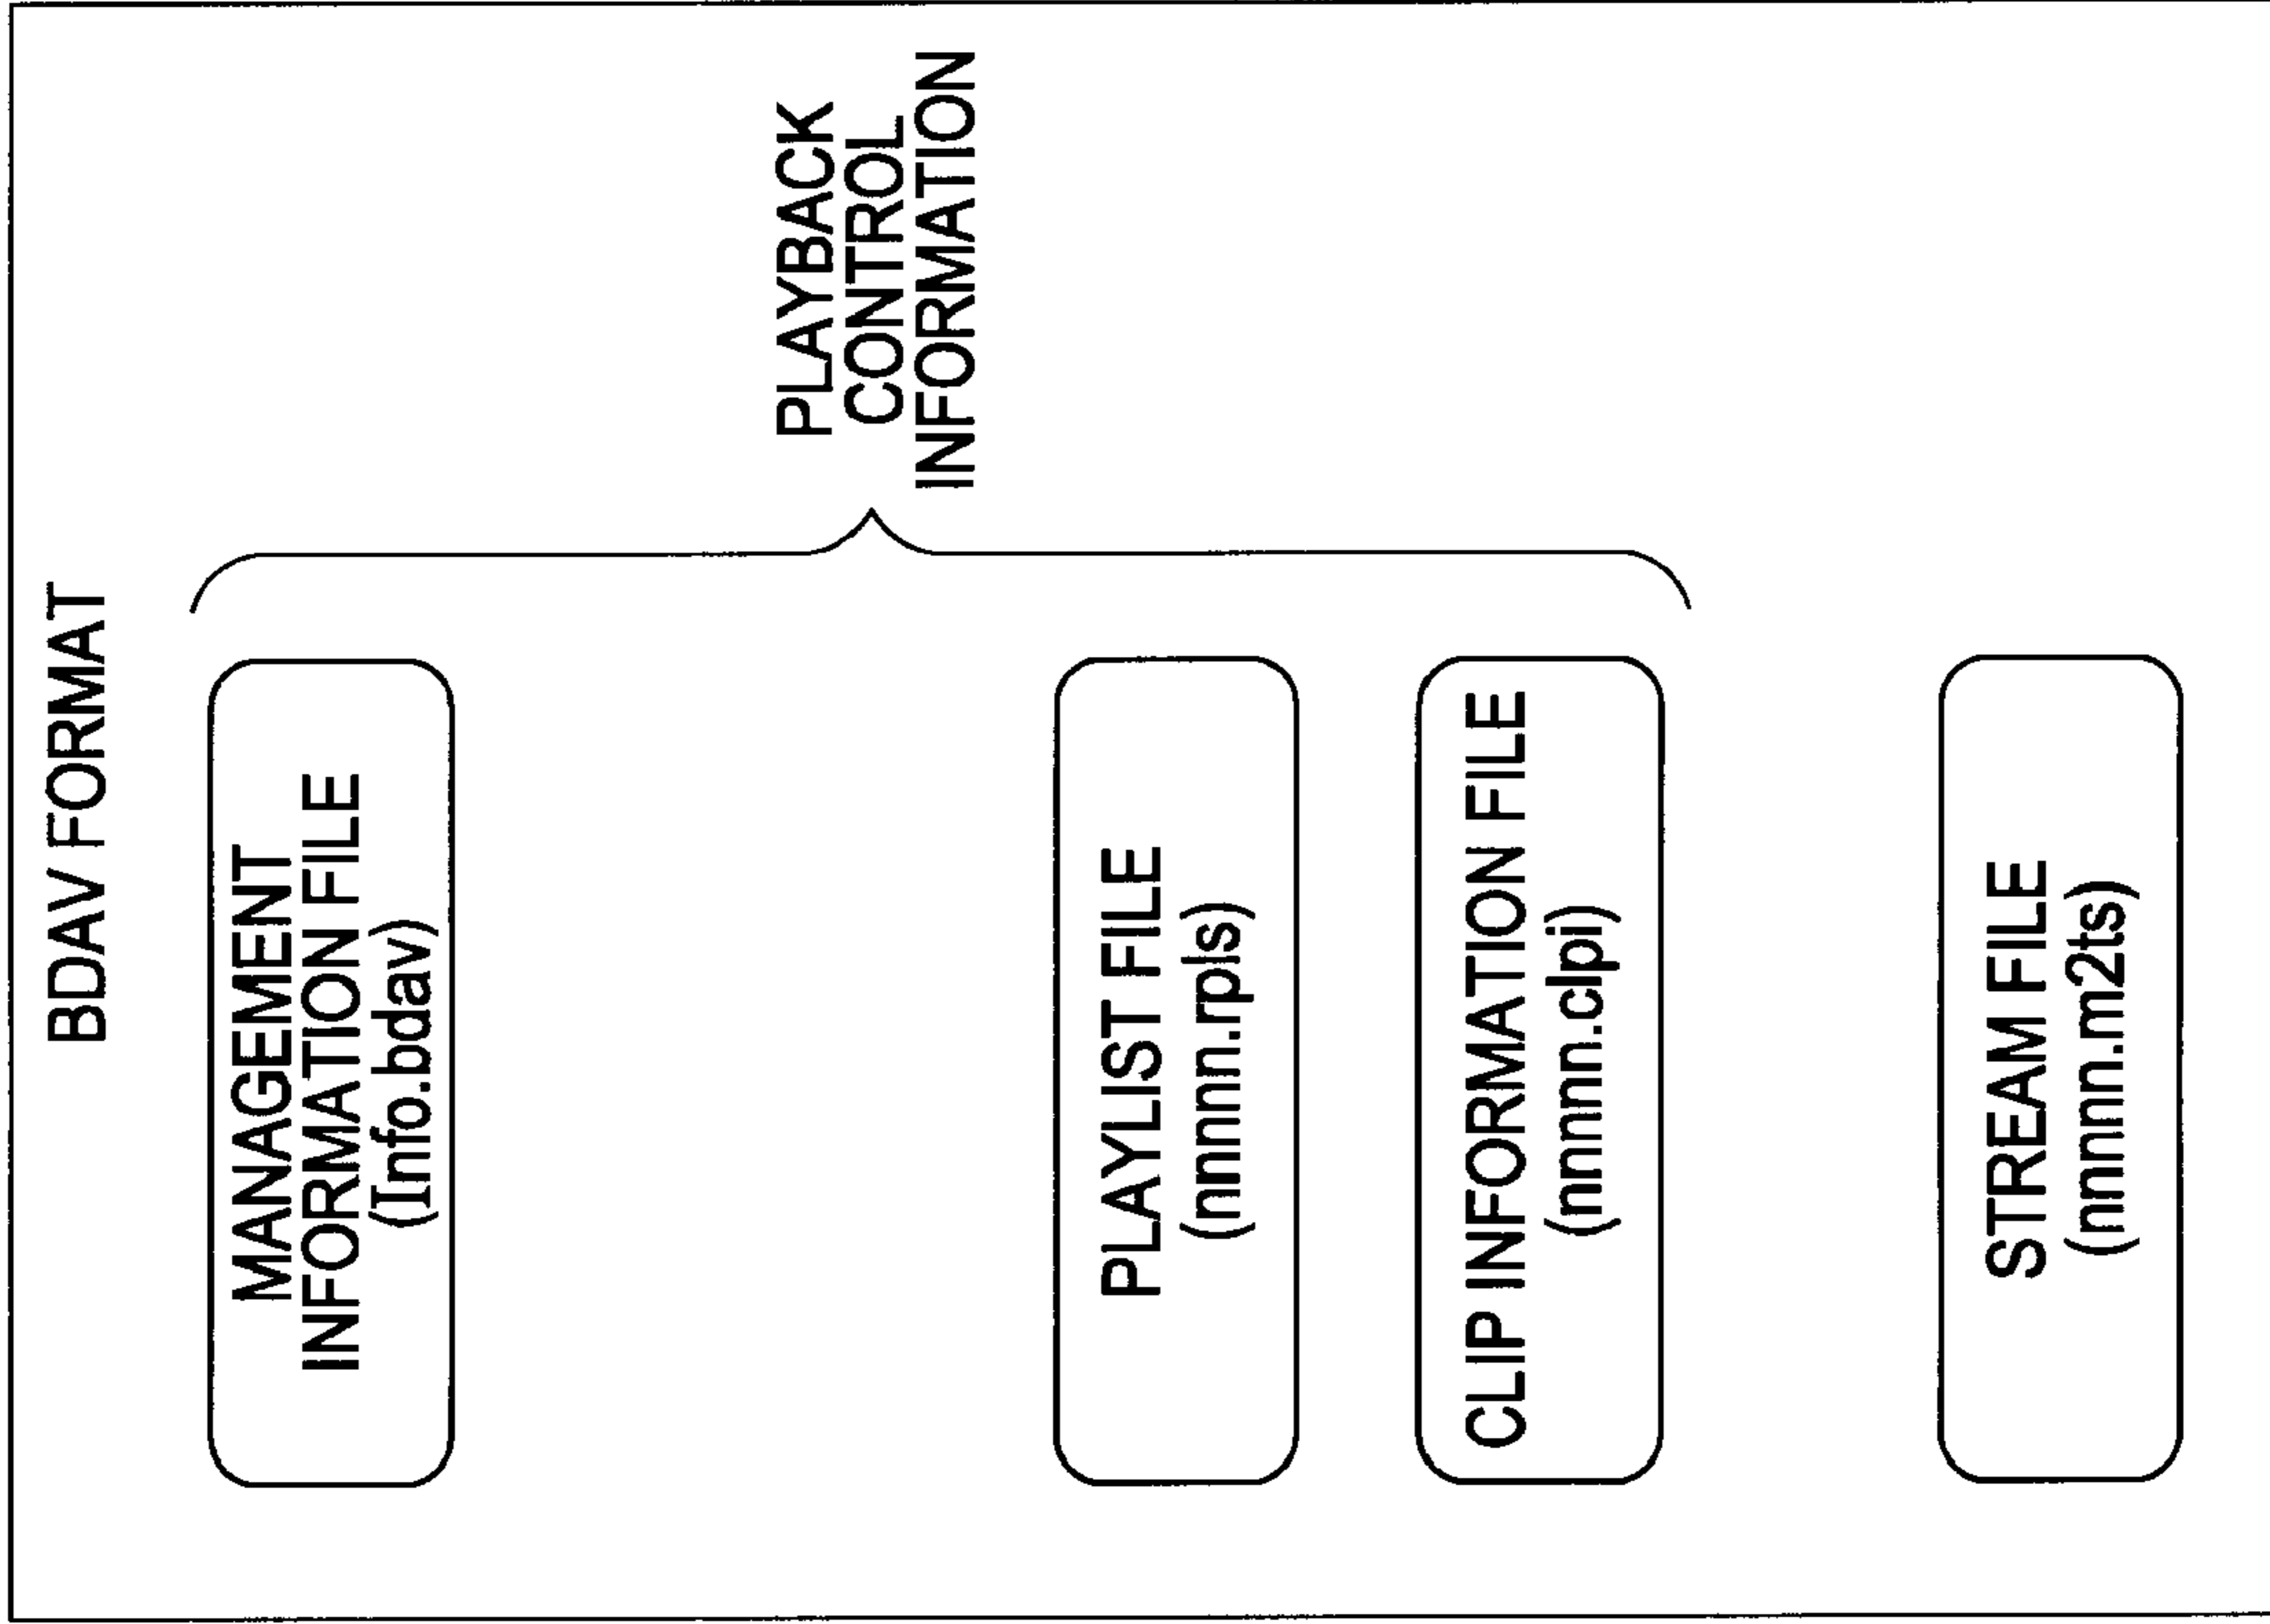 BDAV FORMAT
MANAGEMENT
INFORMATION FILE
(Info.bdav)
PLAYLIST FILE
(nnnnn.rpls)
CLIP INFORMATION FILE
(nnnnn.clpi)
PLAYBACK
CONTROL
INFORMATION
STREAM FILE
(nnnnn.m2ts)